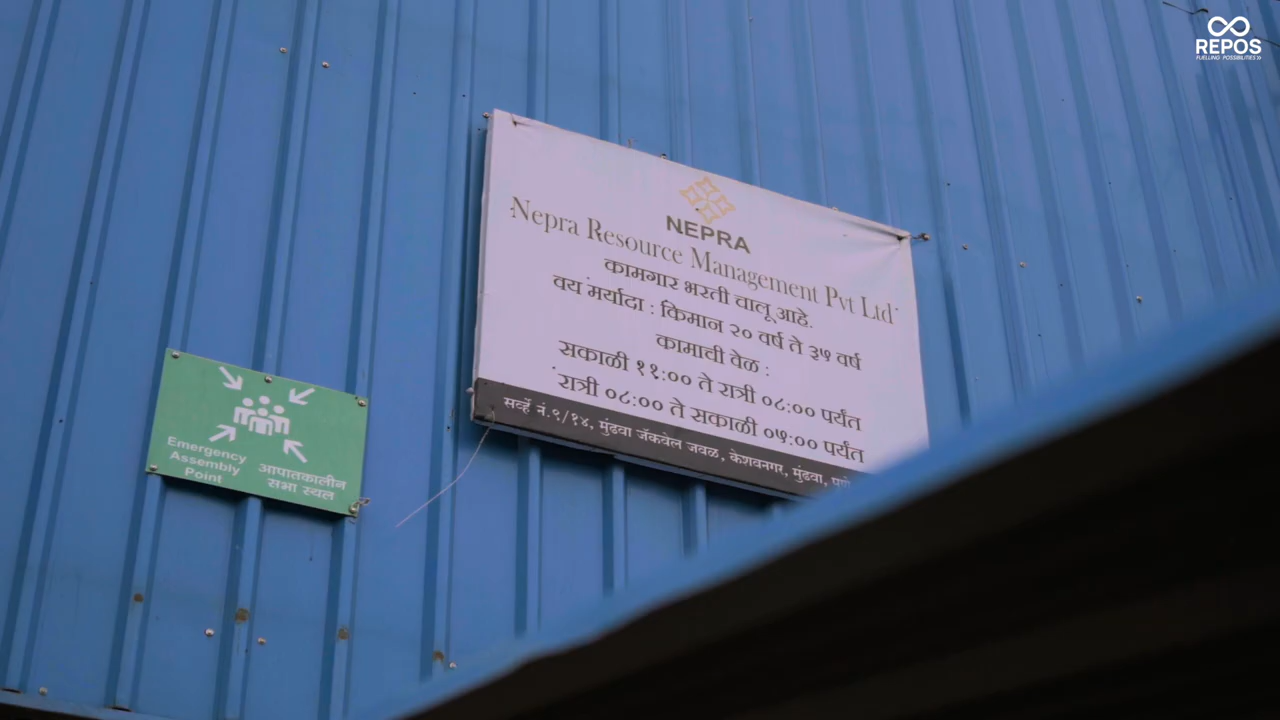 REPOS
FUELLING POSSIBILITIES
NEPRA
Nepra Resource Management Pvt Ltd
कामगार भरती चालू आहे.
वयं मर्यादा : किमान २० वर्ष ते ३५ वर्ष
कामाची वेळ :
सकाळी ११:०० ते रात्री ०८:०० पर्यंत
रात्री ०८:०० ते सकाळी ०५:०० पर्यंत
सर्व्हे नं.९/१४, मुंढवा जॅकवेल जवळ, केशवनगर, मुंढवा, पुणे
Emergency
Assembly
Point
आपातकालीन
सभा स्थल